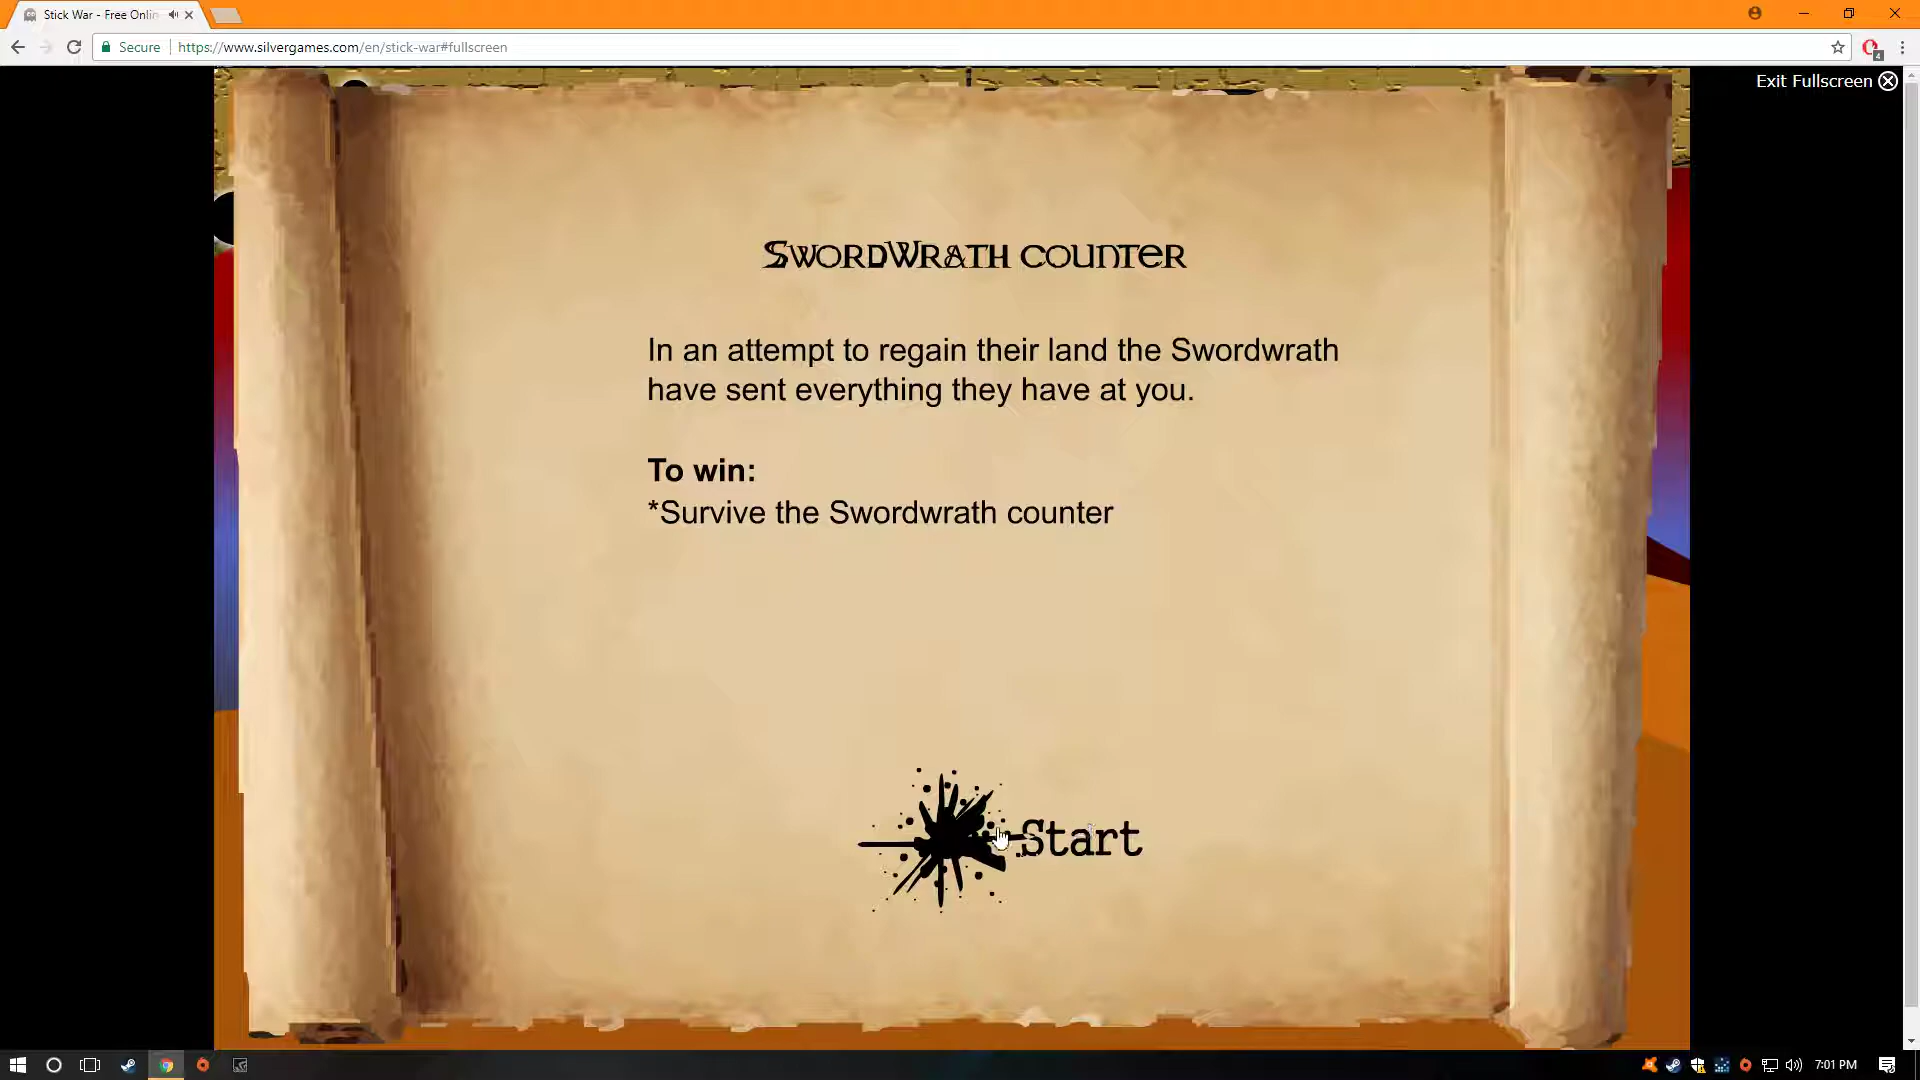 Stick War - Free Onlin
Secure
https://www.silvergames.com/en/stick-war#fullscreen
4
Exit Fullscreen
SwordWrath counter
In an attempt to regain their land the Swordwrath
have sent everything they have at you.
To win:
*Survive the Swordwrath counter
Start
7:01 PM